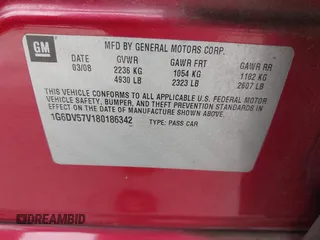 GM MFD BY GENERAL MOTORS CORP.
DATE GVWR GAWR FRT GAWR RR
03/08 2236 KG 1054 KG 1182 KG
4930 LB 2323 LB 2607 LB
THIS VEHICLE CONFORMS TO ALL APPLICABLE U.S. FEDERAL MOTOR
VEHICLE SAFETY, BUMPER, AND THEFT PREVENTION STANDARDS IN
EFFECT ON THE DATE OF MANUFACTURE SHOWN ABOVE.
1G6DV57V180186342 TYPE: PASS CAR
DREAMBID